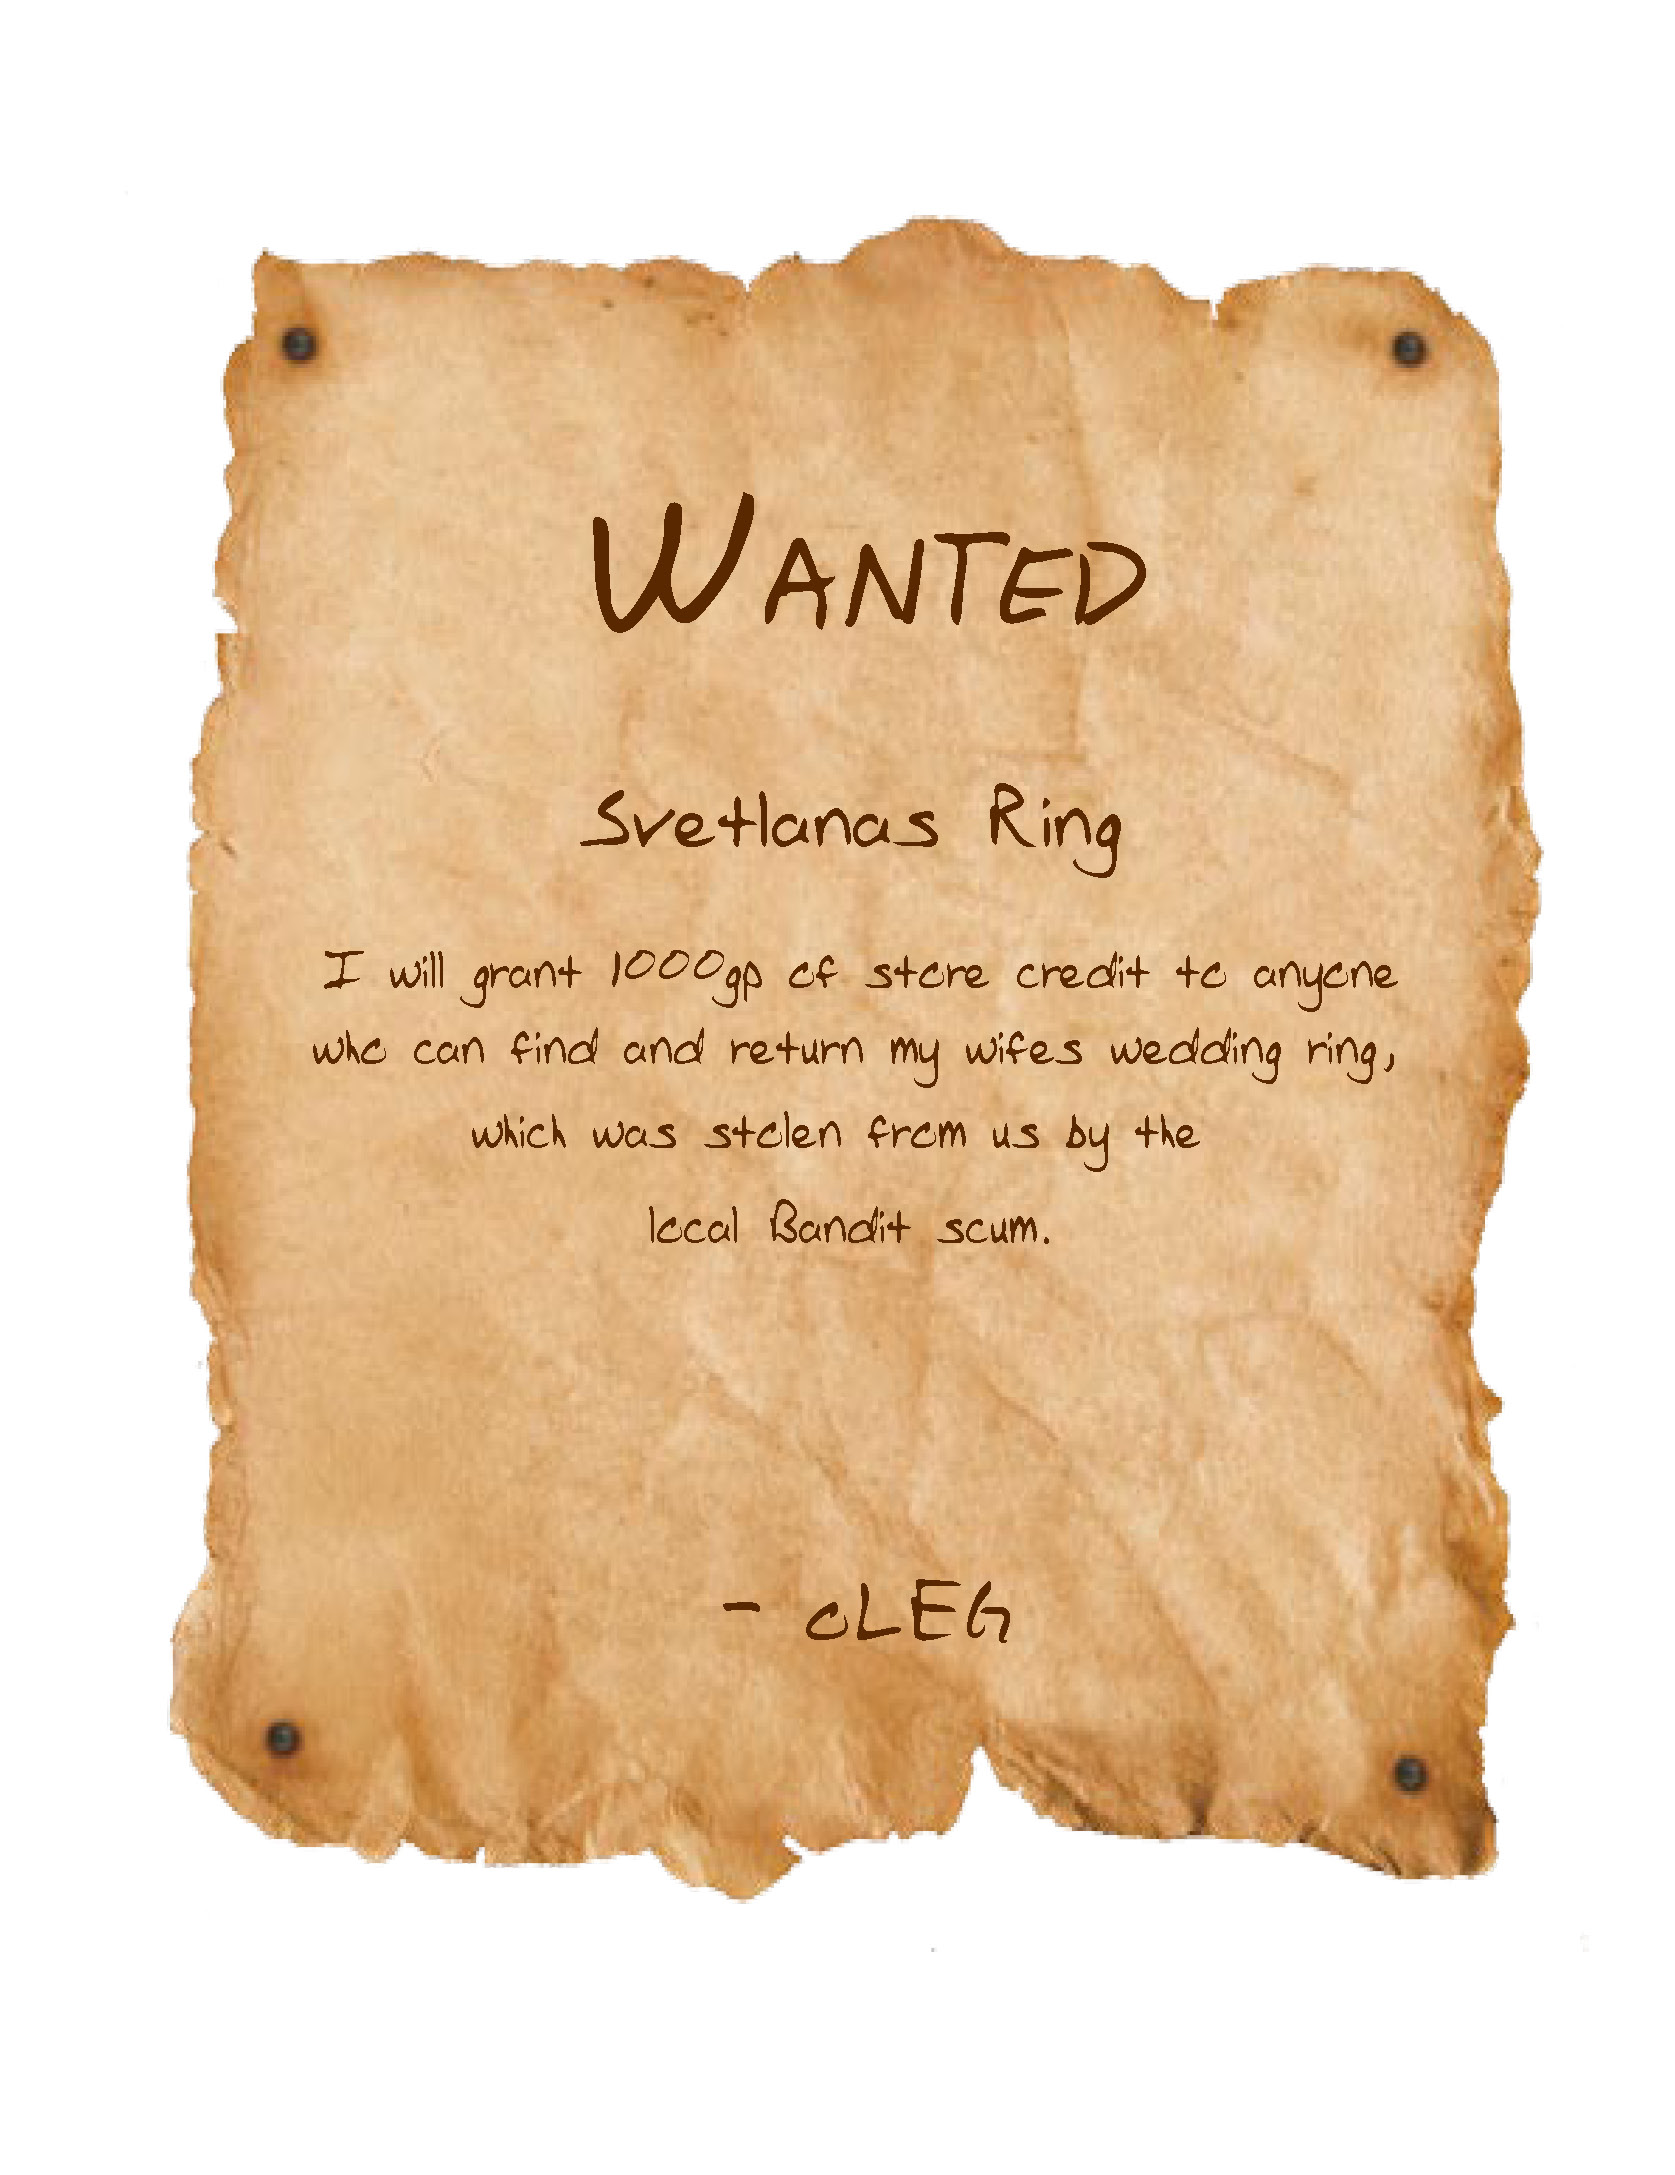 WANTED
Svetlanas Ring
I will grant 1000gp of store credit to anyone
who can find and return my wifes wedding ring,
which was stolen from us by the
local Bandit scum.
- oLEG